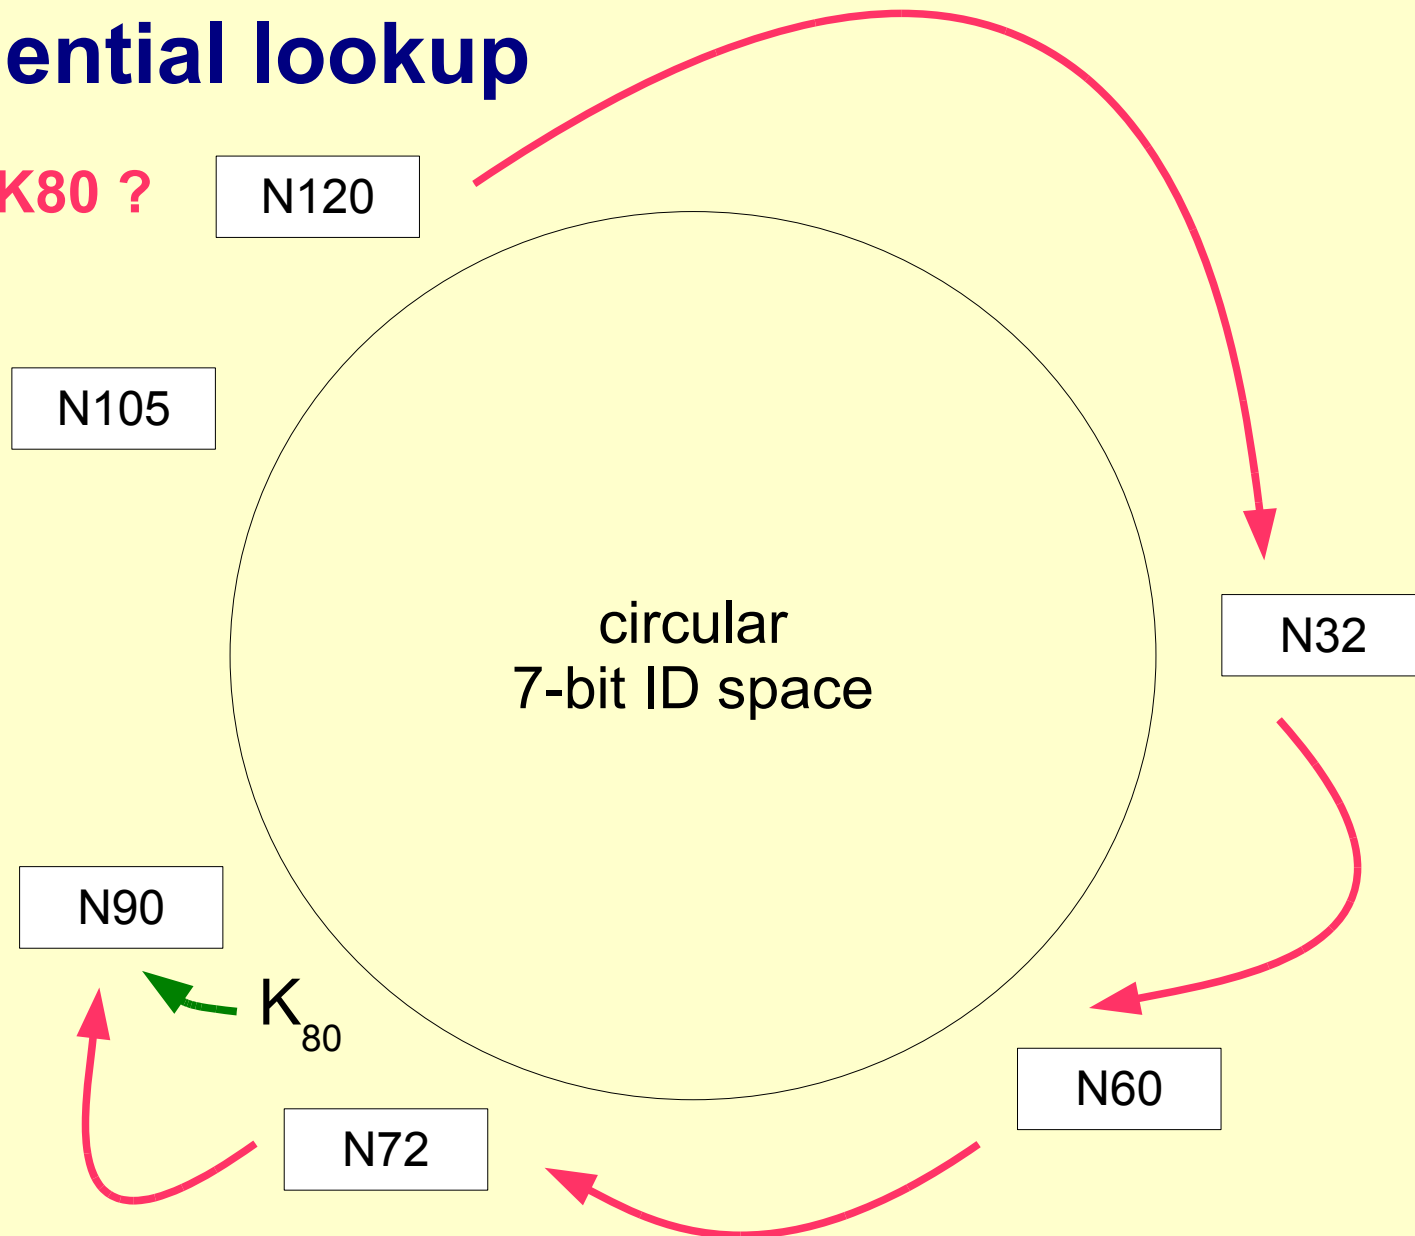 ential lookup
K80 ?
N120
N105
circular
7-bit ID space
N32
N90
K80
N60
N72